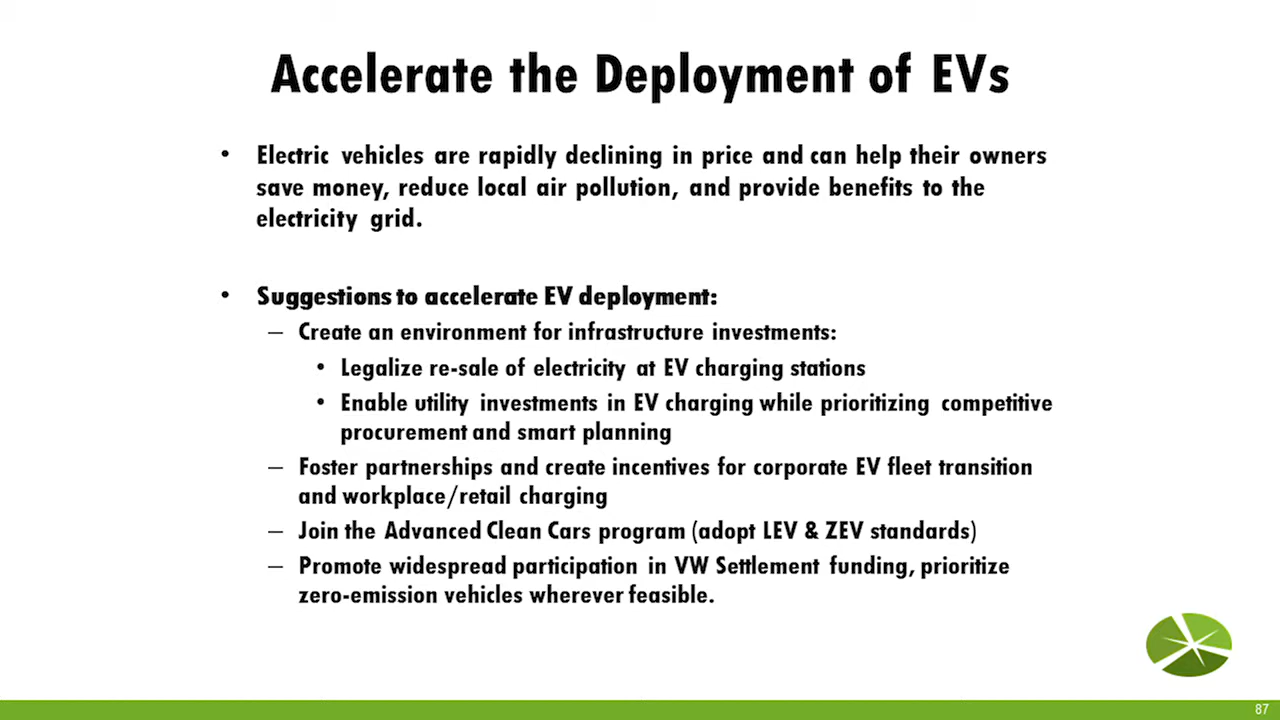 Accelerate the Deployment of EVs
• Electric vehicles are rapidly declining in price and can help their owners
save money, reduce local air pollution, and provide benefits to the
electricity grid.
• Suggestions to accelerate EV deployment:
– Create an environment for infrastructure investments:
• Legalize re-sale of electricity at EV charging stations
• Enable utility investments in EV charging while prioritizing competitive
procurement and smart planning
– Foster partnerships and create incentives for corporate EV fleet transition
and workplace/retail charging
– Join the Advanced Clean Cars program (adopt LEV & ZEV standards)
– Promote widespread participation in VW Settlement funding, prioritize
zero-emission vehicles wherever feasible.
87